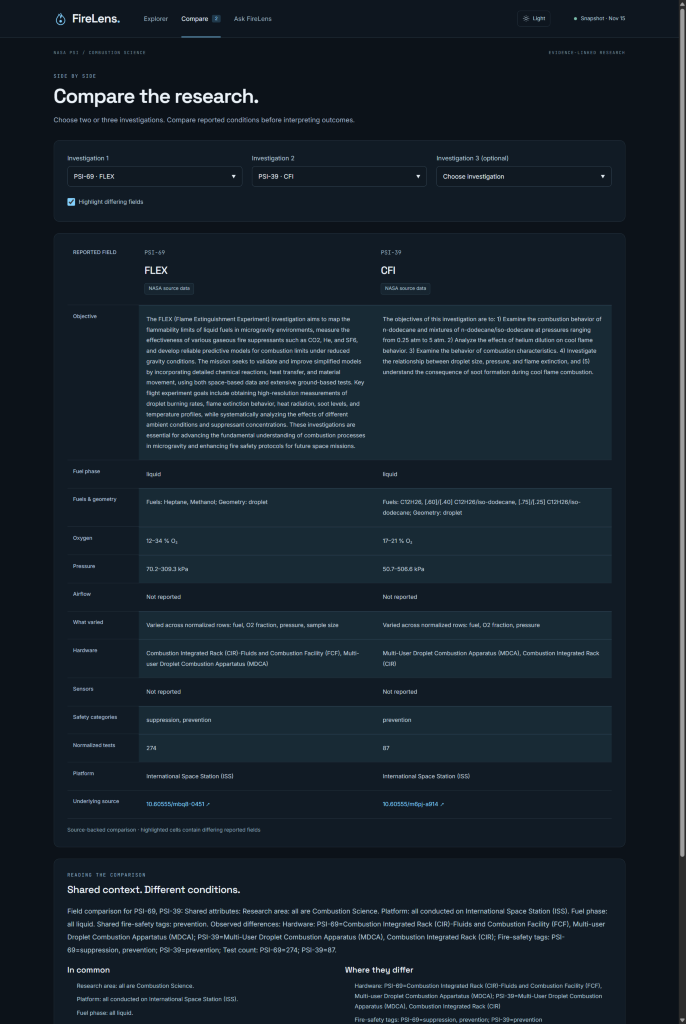 FireLens.
Explorer
Compare 2
Ask FireLens
Light
Snapshot · Nov 15
NASA PSI / COMBUSTION SCIENCE
EVIDENCE-LINKED RESEARCH
SIDE BY SIDE
Compare the research.
Choose two or three investigations. Compare reported conditions before interpreting outcomes.
Investigation 1
Investigation 2
Investigation 3 (optional)
PSI-69 · FLEX
PSI-39 · CFI
Choose investigation
Highlight differing fields
REPORTED FIELD
PSI-69
PSI-39
FLEX
CFI
NASA source data
NASA source data
Objective
The FLEX (Flame Extinguishment Experiment) investigation aims to map the
flammability limits of liquid fuels in microgravity environments, measure the
effectiveness of various gaseous fire suppressants such as CO2, He, and SF6,
and develop reliable predictive models for combustion limits under reduced
gravity conditions. The mission seeks to validate and improve simplified models
by incorporating detailed chemical reactions, heat transfer, and material
movement, using both space-based data and extensive ground-based tests. Key
flight experiment goals include obtaining high-resolution measurements of
droplet burning rates, flame extinction behavior, heat radiation, soot levels, and
temperature profiles, while systematically analyzing the effects of different
ambient conditions and suppressant concentrations. These investigations are
essential for advancing the fundamental understanding of combustion processes
in microgravity and enhancing fire safety protocols for future space missions.
The objectives of this investigation are to: 1) Examine the combustion behavior of
n-dodecane and mixtures of n-dodecane/iso-dodecane at pressures ranging
from 0.25 atm to 5 atm. 2) Analyze the effects of helium dilution on cool flame
behavior. 3) Examine the behavior of combustion characteristics. 4) Investigate
the relationship between droplet size, pressure, and flame extinction, and (5)
understand the consequence of soot formation during cool flame combustion.
Fuel phase
liquid
liquid
Fuels & geometry
Fuels: Heptane, Methanol; Geometry: droplet
Fuels: C12H26, [.60]/[.40] C12H26/iso-dodecane, [.75]/[.25] C12H26/iso-
dodecane; Geometry: droplet
Oxygen
12–34 % O₂
17–21 % O₂
Pressure
70.2–309.3 kPa
50.7–506.6 kPa
Airflow
Not reported
Not reported
What varied
Varied across normalized rows: fuel, O2 fraction, pressure, sample size
Varied across normalized rows: fuel, O2 fraction, pressure
Hardware
Combustion Integrated Rack (CIR)-Fluids and Combustion Facility (FCF), Multi-
user Droplet Combustion Appartatus (MDCA)
Multi-User Droplet Combustion Apparatus (MDCA), Combustion Integrated Rack
(CIR)
Sensors
Not reported
Not reported
Safety categories
suppression, prevention
prevention
Normalized tests
274
87
Platform
International Space Station (ISS)
International Space Station (ISS)
Underlying source
10.60555/mbq8-0451 ↗
10.60555/m6pj-a914 ↗
Source-backed comparison · highlighted cells contain differing reported fields
READING THE COMPARISON
Shared context. Different conditions.
Field comparison for PSI-69, PSI-39: Shared attributes: Research area: all are Combustion Science. Platform: all conducted on International Space Station (ISS). Fuel phase:
all liquid. Shared fire-safety tags: prevention. Observed differences: Hardware: PSI-69=Combustion Integrated Rack (CIR)-Fluids and Combustion Facility (FCF), Multi-user
Droplet Combustion Appartatus (MDCA); PSI-39=Multi-User Droplet Combustion Apparatus (MDCA), Combustion Integrated Rack (CIR); Fire-safety tags: PSI-
69=suppression, prevention; PSI-39=prevention; Test count: PSI-69=274; PSI-39=87.
In common
Research area: all are Combustion Science.
Platform: all conducted on International Space Station (ISS).
Fuel phase: all liquid.
Where they differ
Hardware: PSI-69=Combustion Integrated Rack (CIR)-Fluids and Combustion Facility (FCF),
Multi-user Droplet Combustion Appartatus (MDCA); PSI-39=Multi-User Droplet Combustion
Apparatus (MDCA), Combustion Integrated Rack (CIR)
Fire-safety tags: PSI-69=suppression, prevention; PSI-39=prevention